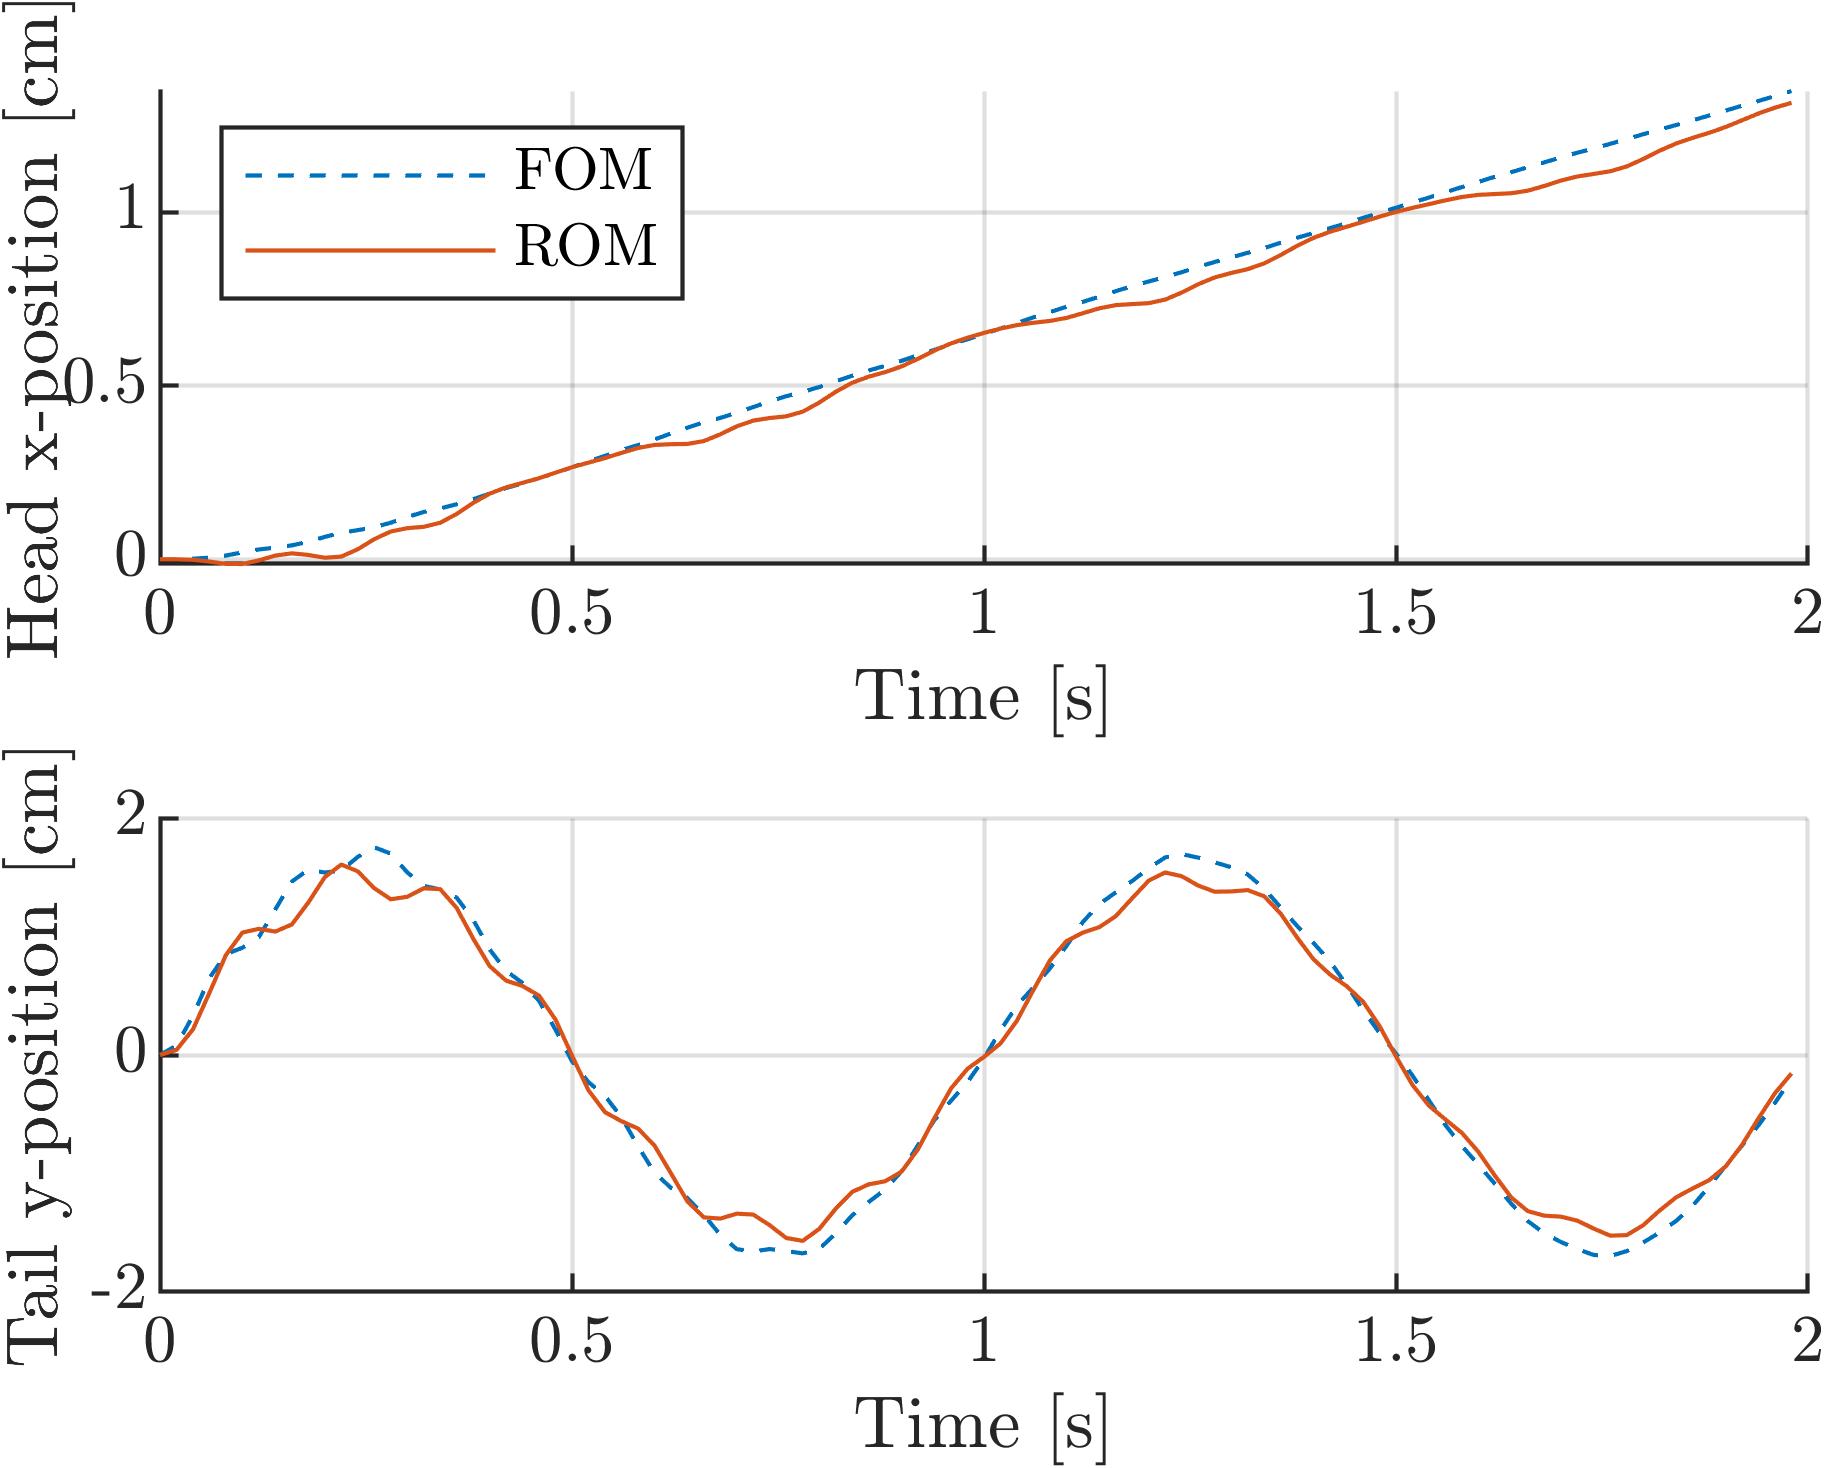 Head x-position [cm]
FOM
ROM
1
0.5
0
0 0.5 1 1.5 2
Time [s]
Tail y-position [cm]
2
0
-2
0 0.5 1 1.5 2
Time [s]